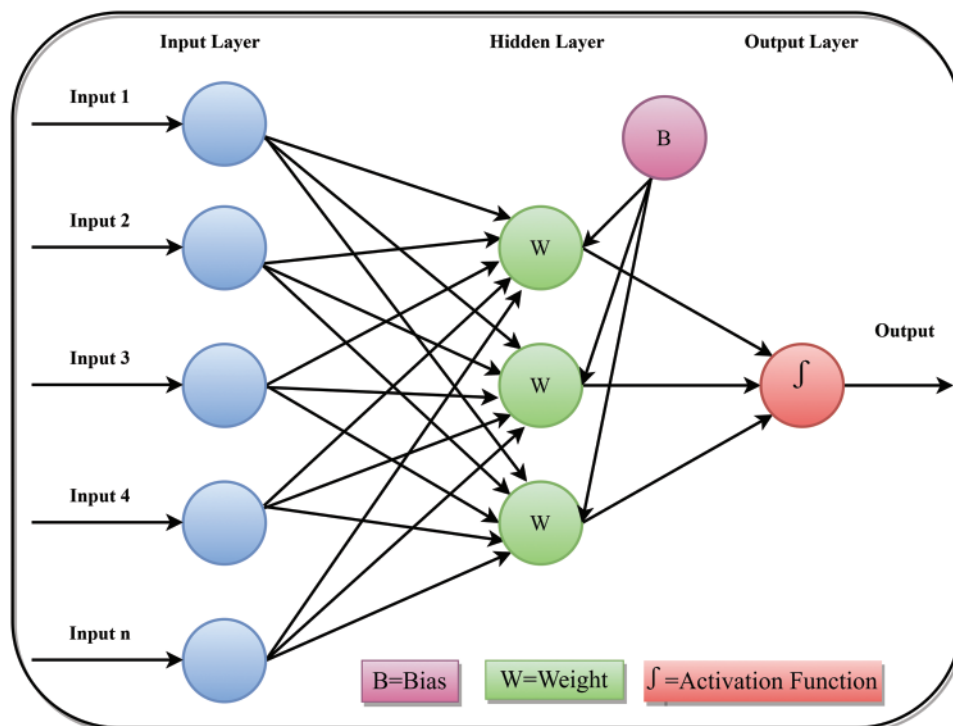 Input Layer
Hidden Layer
Output Layer
Input 1
B
Input 2
W
Input 3
W
∫
Output
Input 4
W
Input n
B=Bias
W=Weight
∫=Activation Function